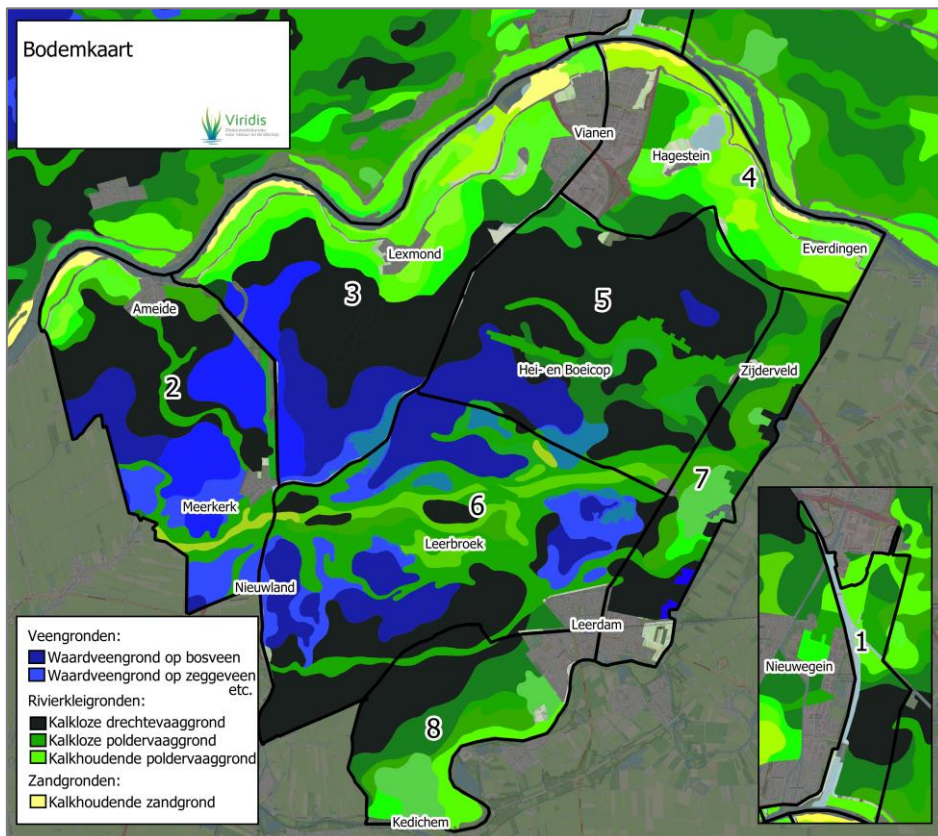 Bodemkaart
Viridis
Vianen
Hagestein
4
Everdingen
Lexmond
3
5
Ameide
2
Hei- en Boeicop
Zijderveld
7
6
Meerkerk
Leerbroek
Nieuwland
Leerdam
1
Nieuwegein
8
Kedichem
Veengronden:
Waardveengrond op bosveen
Waardveengrond op zeggeveen
etc.
Rivierkleigronden:
Kalkloze drechtevaaggrond
Kalkloze poldervaaggrond
Kalkhoudende poldervaaggrond
Zandgronden:
Kalkhoudende zandgrond